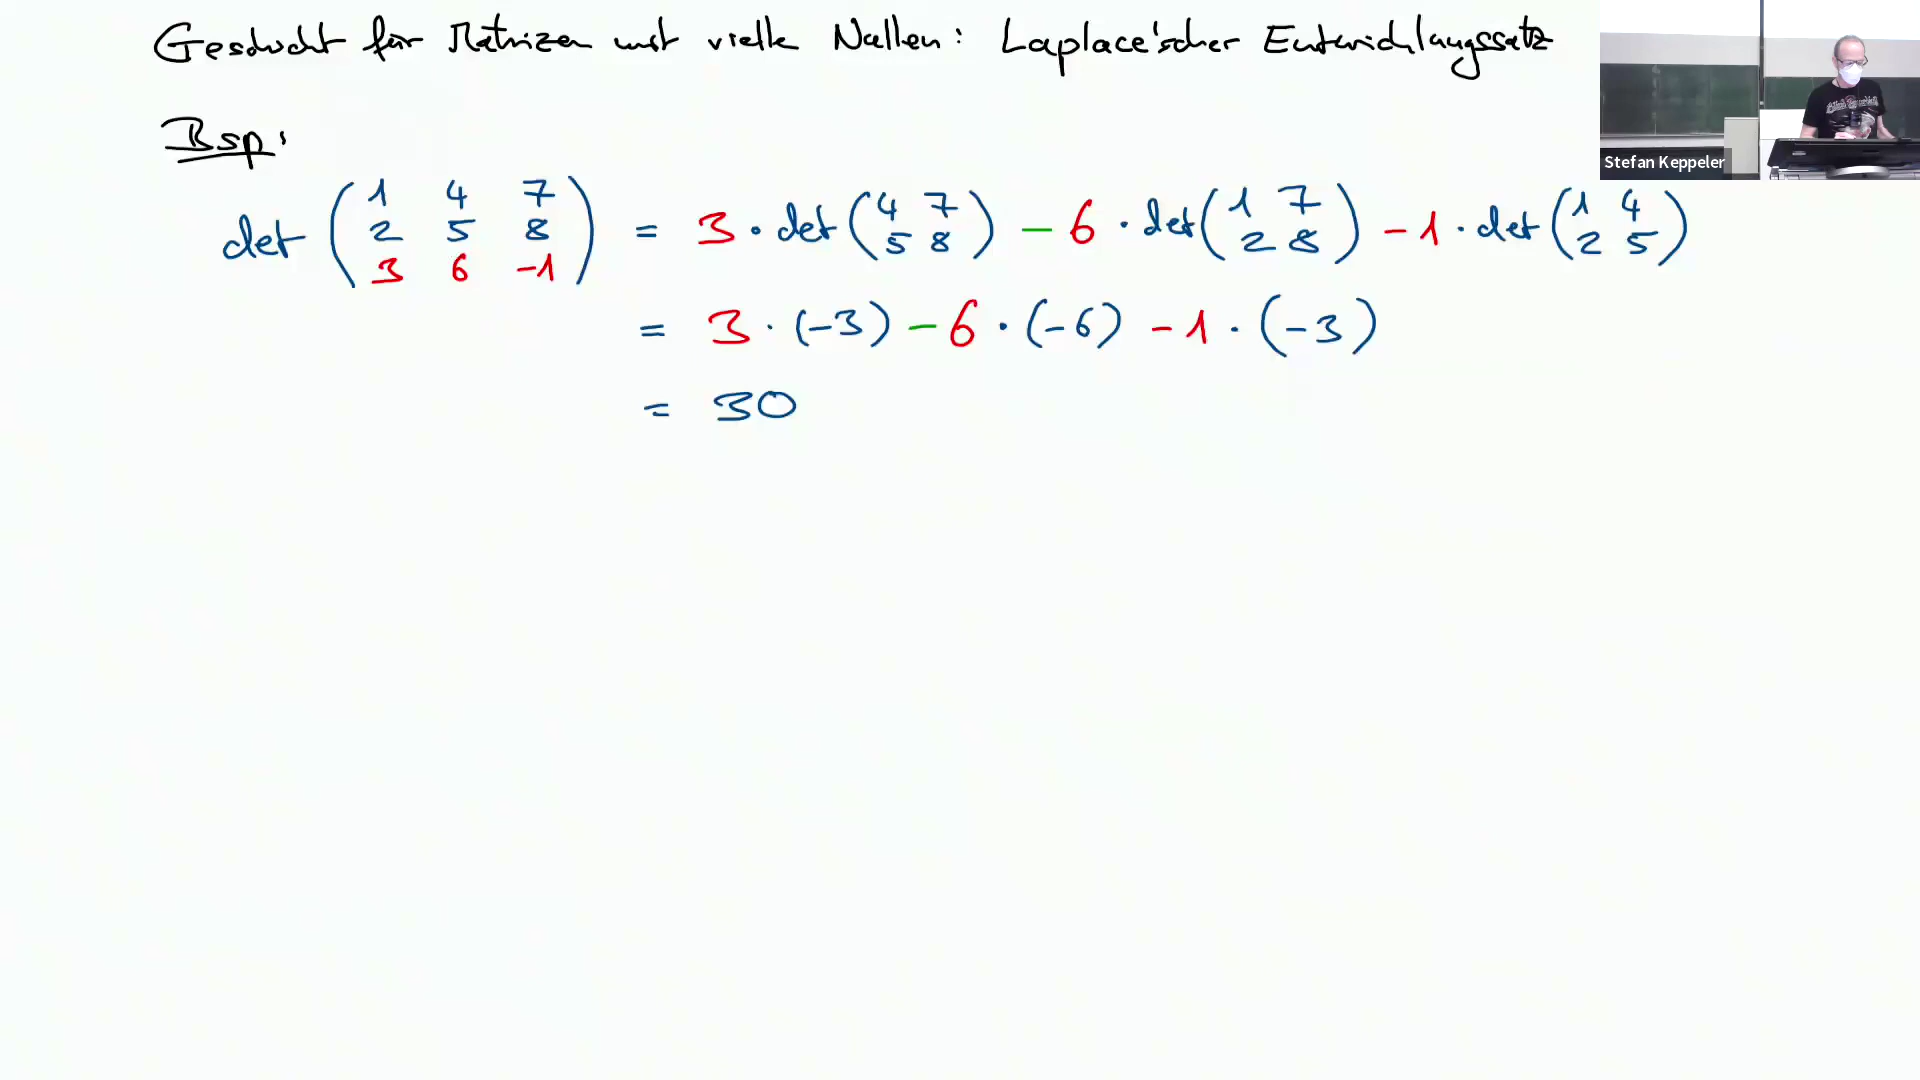 Geschickt für Matrizen mit vielen Nullen: Laplace'scher Entwicklungssatz
Stefan Keppeler
Bsp:
det ( 1 4 7 ; 2 5 8 ; 3 6 -1 ) = 3 · det ( 4 7 ; 5 8 ) - 6 · det ( 1 7 ; 2 8 ) - 1 · det ( 1 4 ; 2 5 )
= 3 · (-3) - 6 · (-6) - 1 · (-3)
= 30